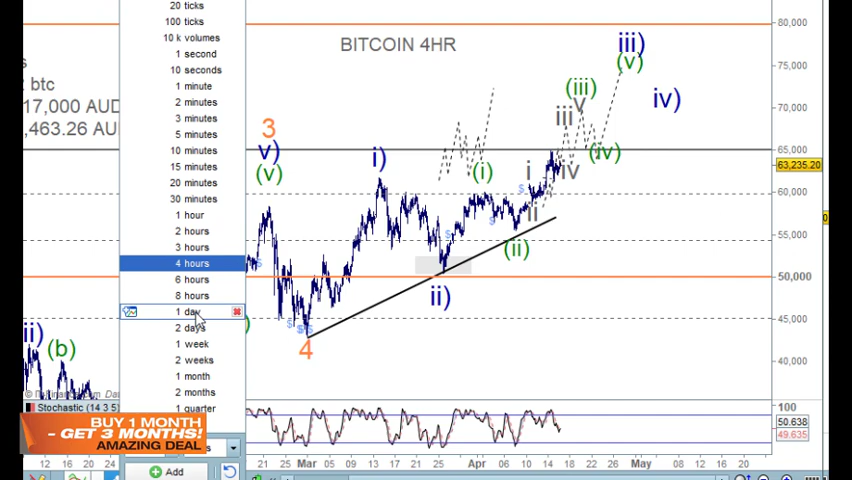 20 ticks
100 ticks
10 k volumes
1 second
10 seconds
1 minute
2 minutes
3 minutes
5 minutes
10 minutes
15 minutes
20 minutes
30 minutes
1 hour
2 hours
3 hours
4 hours
6 hours
8 hours
1 day
2 days
1 week
2 weeks
1 month
2 months
1 quarter
Add
s
btc
17,000 AUD
,463.26 AUD
BITCOIN 4HR
3
v)
(v)
i)
(i)
ii)
(ii)
4
i
ii
iii
iv
v
(iii)
(iv)
iii)
(v)
iv)
ii)
(b)
)
$
$
$
$
$
$
80,000
75,000
70,000
65,000
63,235.20
60,000
55,000
50,000
45,000
40,000
Stochastic (14 3 5)
100
50.638
49.635
BUY 1 MONTH
- GET 3 MONTHS!
AMAZING DEAL
12 15 20 24
21 25 Mar 05 09 13 17 21 25 Apr 06 10 14 18 22 26 May 08 12 16 20